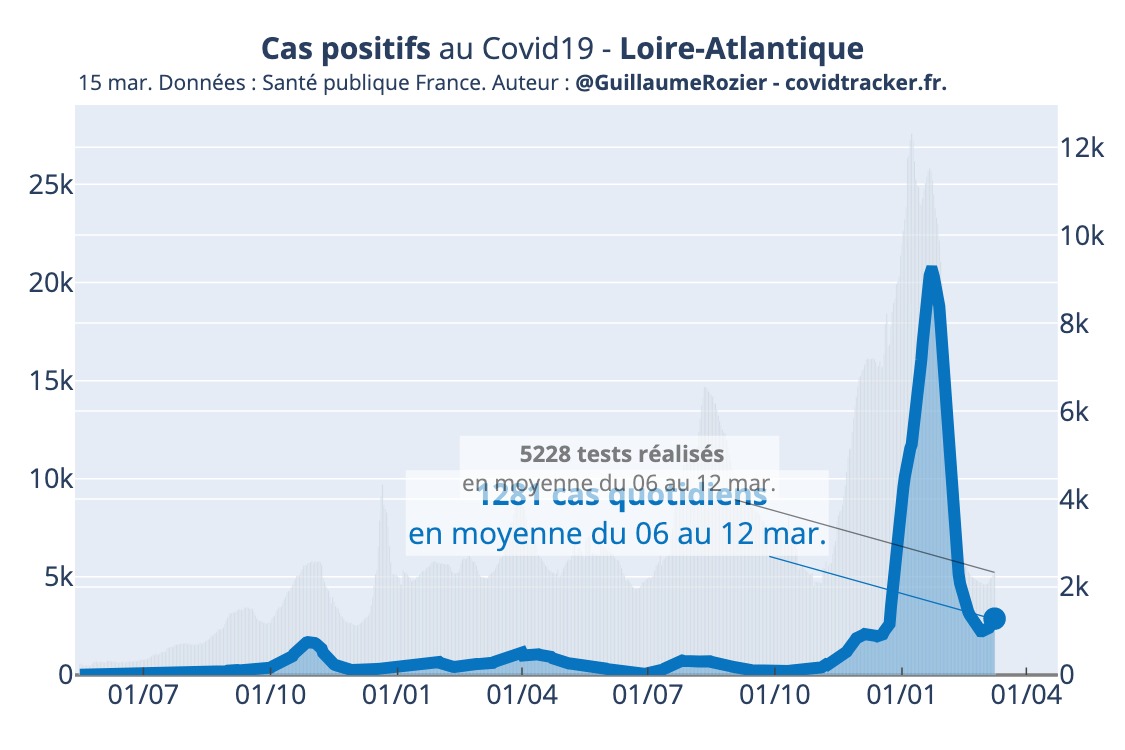 Cas positifs au Covid19 - Loire-Atlantique
15 mar. Données : Santé publique France. Auteur : @GuillaumeRozier - covidtracker.fr.
12k
25k
10k
20k
8k
15k
6k
5228 tests réalisés
en moyenne du 06 au 12 mar.
10k
1281 cas quotidiens
4k
en moyenne du 06 au 12 mar.
5k
2k
0
0
01/07 01/10 01/01 01/04 01/07 01/10 01/01 01/04